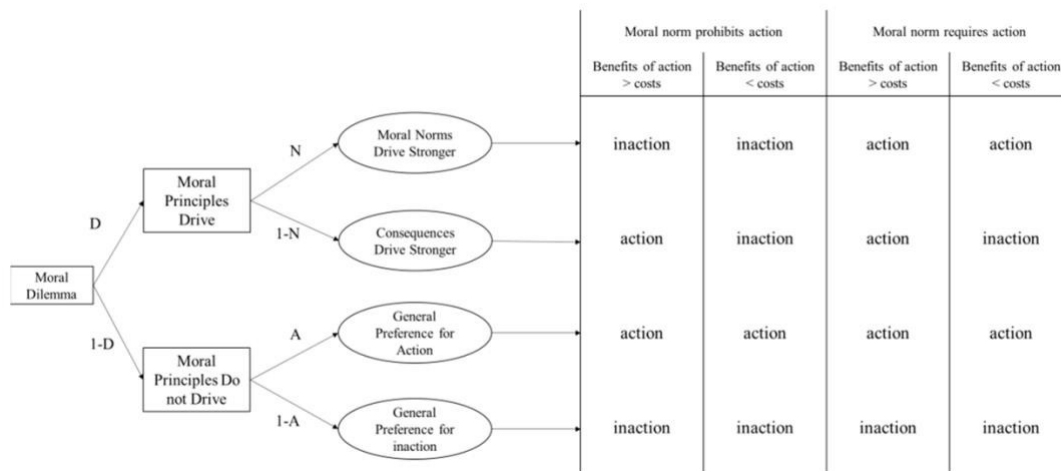 Moral norm prohibits action
Moral norm requires action
Benefits of action
> costs
Benefits of action
< costs
Benefits of action
> costs
Benefits of action
< costs
Moral
Dilemma
D
1-D
Moral
Principles
Drive
Moral
Principles Do
not Drive
N
1-N
A
1-A
Moral Norms
Drive Stronger
inaction
inaction
action
action
Consequences
Drive Stronger
action
inaction
action
inaction
General
Preference for
Action
action
action
action
action
General
Preference for
inaction
inaction
inaction
inaction
inaction